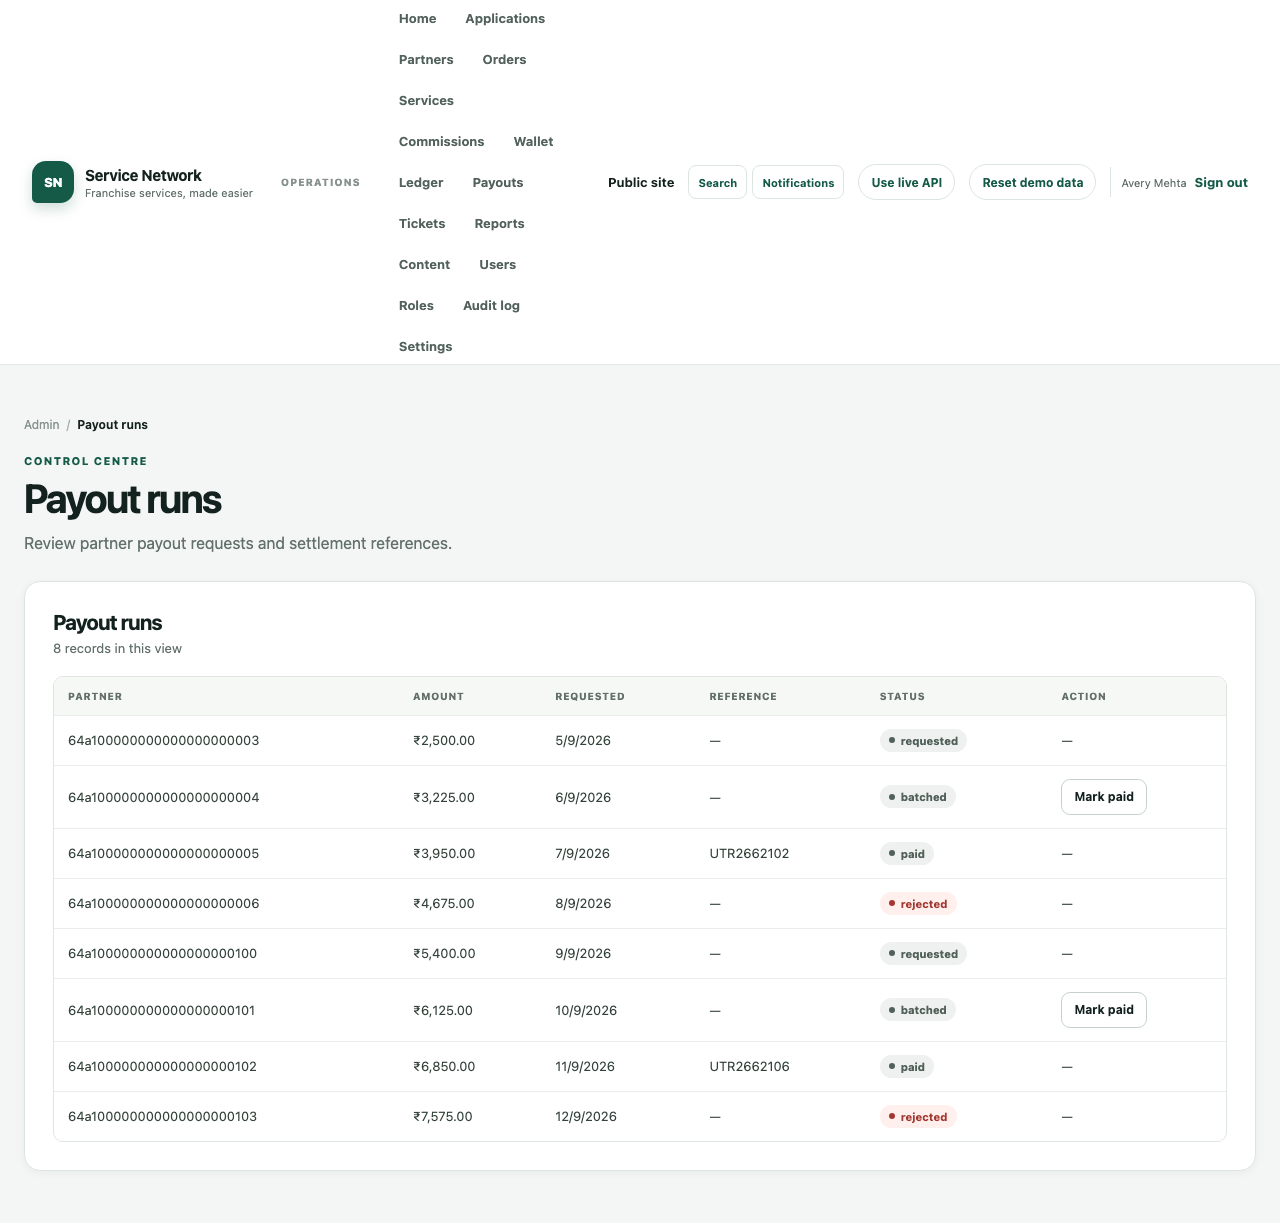 SN
Service Network
Franchise services, made easier
OPERATIONS
Home Applications
Partners Orders
Services
Commissions Wallet
Ledger Payouts
Tickets Reports
Content Users
Roles Audit log
Settings
Public site Search Notifications Use live API Reset demo data Avery Mehta Sign out
Admin / Payout runs
CONTROL CENTRE
Payout runs
Review partner payout requests and settlement references.
Payout runs
8 records in this view
PARTNER AMOUNT REQUESTED REFERENCE STATUS ACTION
64a100000000000000000003 ₹2,500.00 5/9/2026 — requested —
64a100000000000000000004 ₹3,225.00 6/9/2026 — batched Mark paid
64a100000000000000000005 ₹3,950.00 7/9/2026 UTR2662102 paid —
64a100000000000000000006 ₹4,675.00 8/9/2026 — rejected —
64a100000000000000000100 ₹5,400.00 9/9/2026 — requested —
64a100000000000000000101 ₹6,125.00 10/9/2026 — batched Mark paid
64a100000000000000000102 ₹6,850.00 11/9/2026 UTR2662106 paid —
64a100000000000000000103 ₹7,575.00 12/9/2026 — rejected —